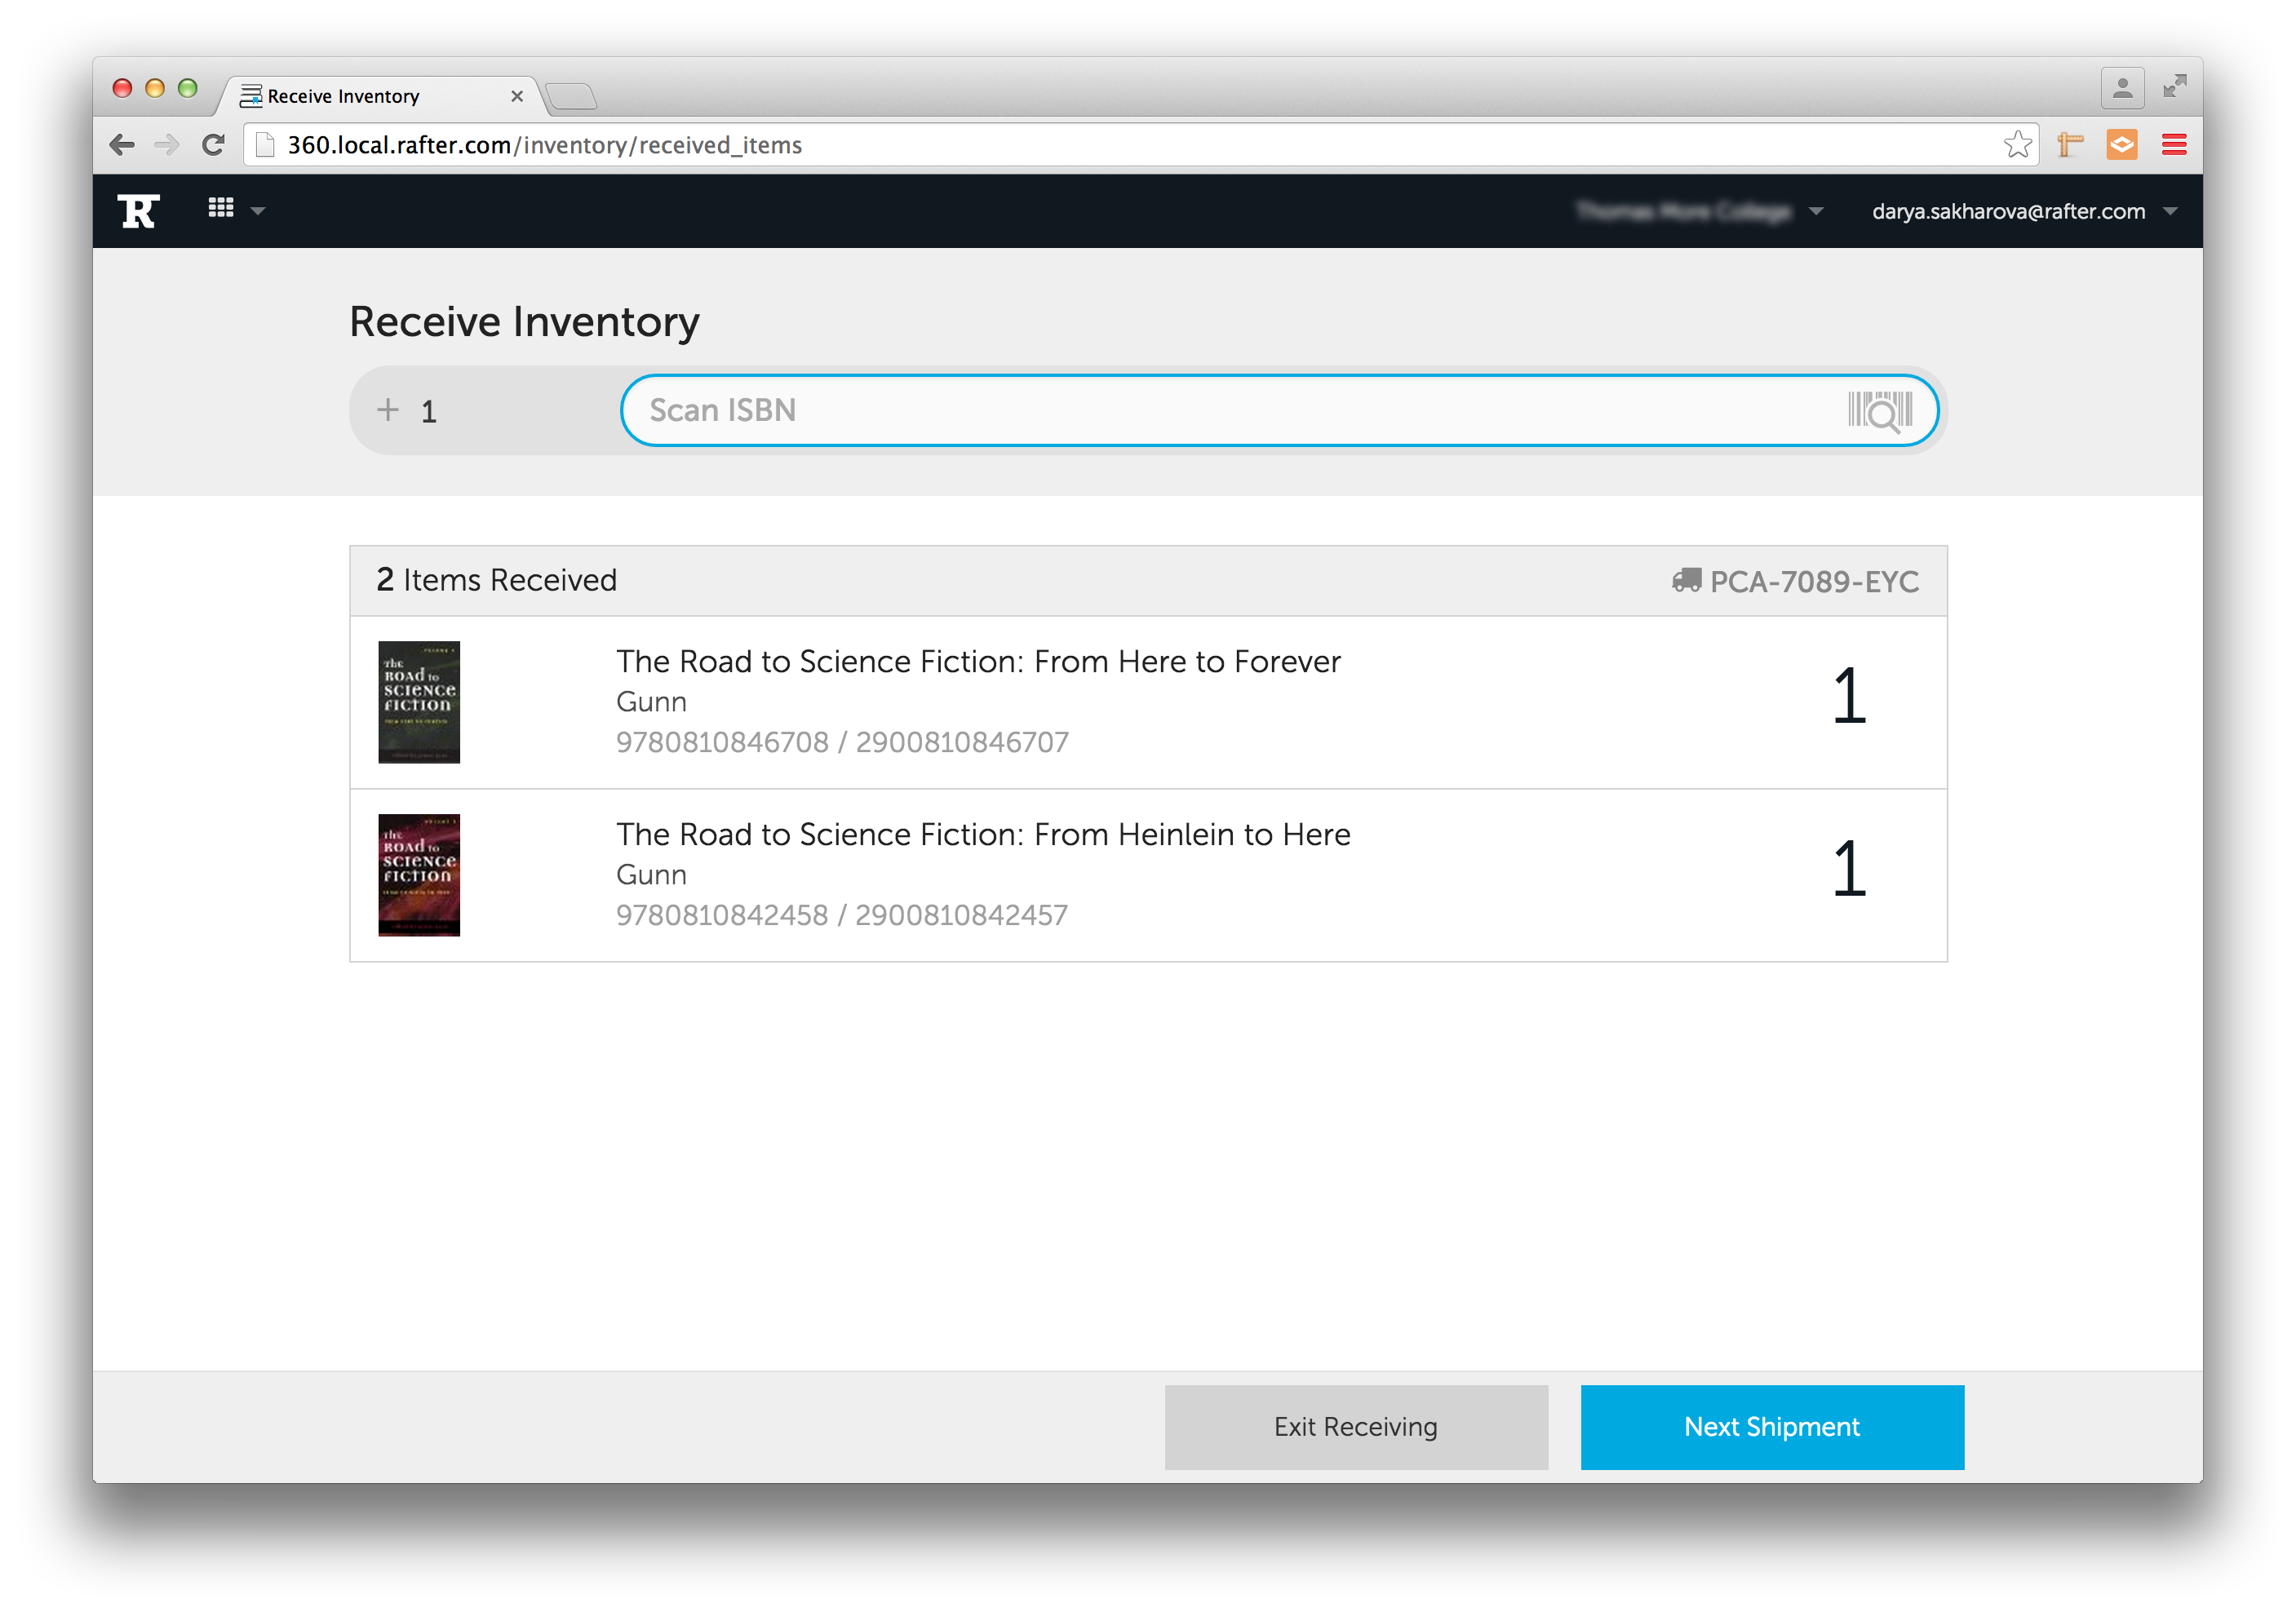 Receive Inventory
360.local.rafter.com/inventory/received_items
R
darya.sakharova@rafter.com
Receive Inventory
+ 1
Scan ISBN
2 Items Received
PCA-7089-EYC
The ROAD to SCIENCE FICTION
The Road to Science Fiction: From Here to Forever
Gunn
9780810846708 / 2900810846707
1
The ROAD to SCIENCE FICTION
The Road to Science Fiction: From Heinlein to Here
Gunn
9780810842458 / 2900810842457
1
Exit Receiving
Next Shipment